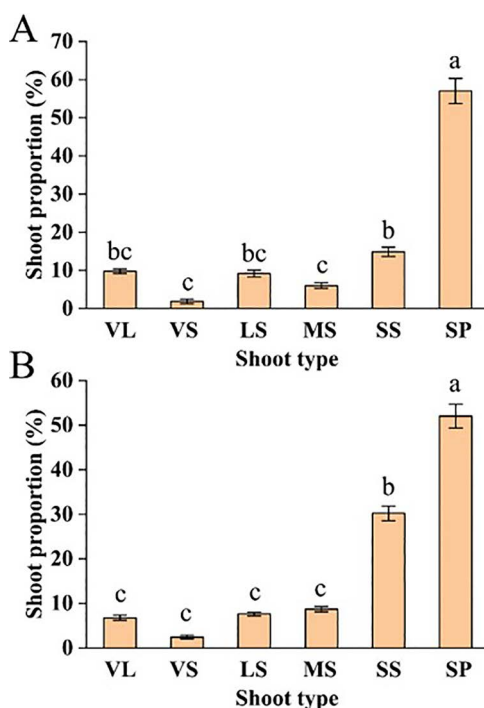 A
Shoot proportion (%)
70
60
50
40
30
20
10
0
bc
c
bc
c
b
a
VL VS LS MS SS SP
Shoot type
B
Shoot proportion (%)
60
50
40
30
20
10
0
c
c
c
c
b
a
VL VS LS MS SS SP
Shoot type